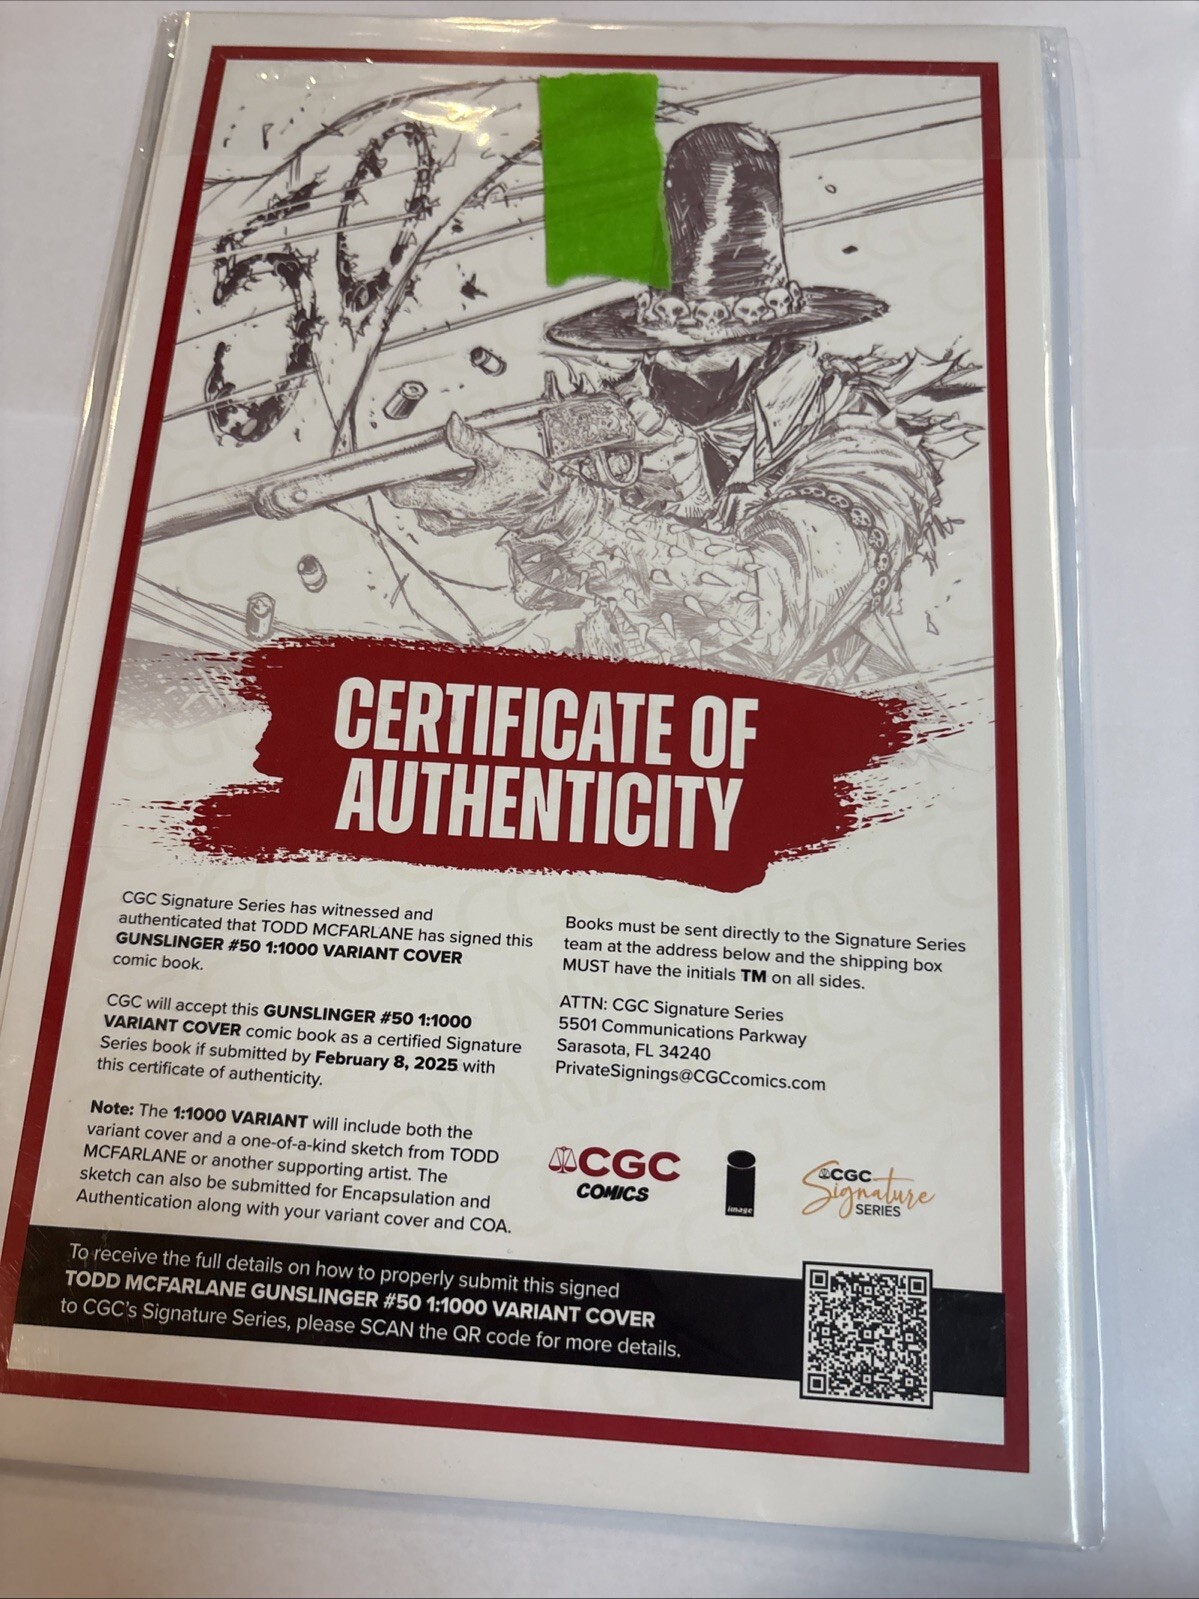 50
CERTIFICATE OF
AUTHENTICITY
CGC Signature Series has witnessed and
authenticated that TODD MCFARLANE has signed this
GUNSLINGER #50 1:1000 VARIANT COVER
comic book.
CGC will accept this GUNSLINGER #50 1:1000
VARIANT COVER comic book as a certified Signature
Series book if submitted by February 8, 2025 with
this certificate of authenticity.
Note: The 1:1000 VARIANT will include both the
variant cover and a one-of-a-kind sketch from TODD
MCFARLANE or another supporting artist. The
sketch can also be submitted for Encapsulation and
Authentication along with your variant cover and COA.
Books must be sent directly to the Signature Series
team at the address below and the shipping box
MUST have the initials TM on all sides.
ATTN: CGC Signature Series
5501 Communications Parkway
Sarasota, FL 34240
PrivateSignings@CGCcomics.com
CGC
COMICS
image
CGC
Signature
SERIES
To receive the full details on how to properly submit this signed
TODD MCFARLANE GUNSLINGER #50 1:1000 VARIANT COVER
to CGC's Signature Series, please SCAN the QR code for more details.